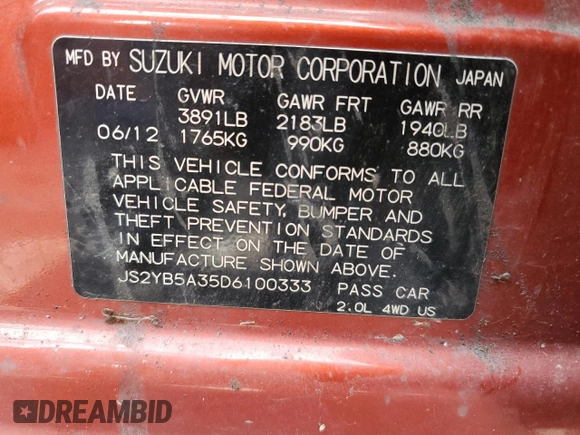 MFD BY SUZUKI MOTOR CORPORATION JAPAN
DATE GVWR GAWR FRT GAWR RR
3891LB 2183LB 1940LB
06/12 1765KG 990KG 880KG
THIS VEHICLE CONFORMS TO ALL
APPLICABLE FEDERAL MOTOR
VEHICLE SAFETY, BUMPER AND
THEFT PREVENTION STANDARDS
IN EFFECT ON THE DATE OF
MANUFACTURE SHOWN ABOVE.
JS2YB5A35D6100333 PASS CAR
2.0L 4WD US
DREAMBID